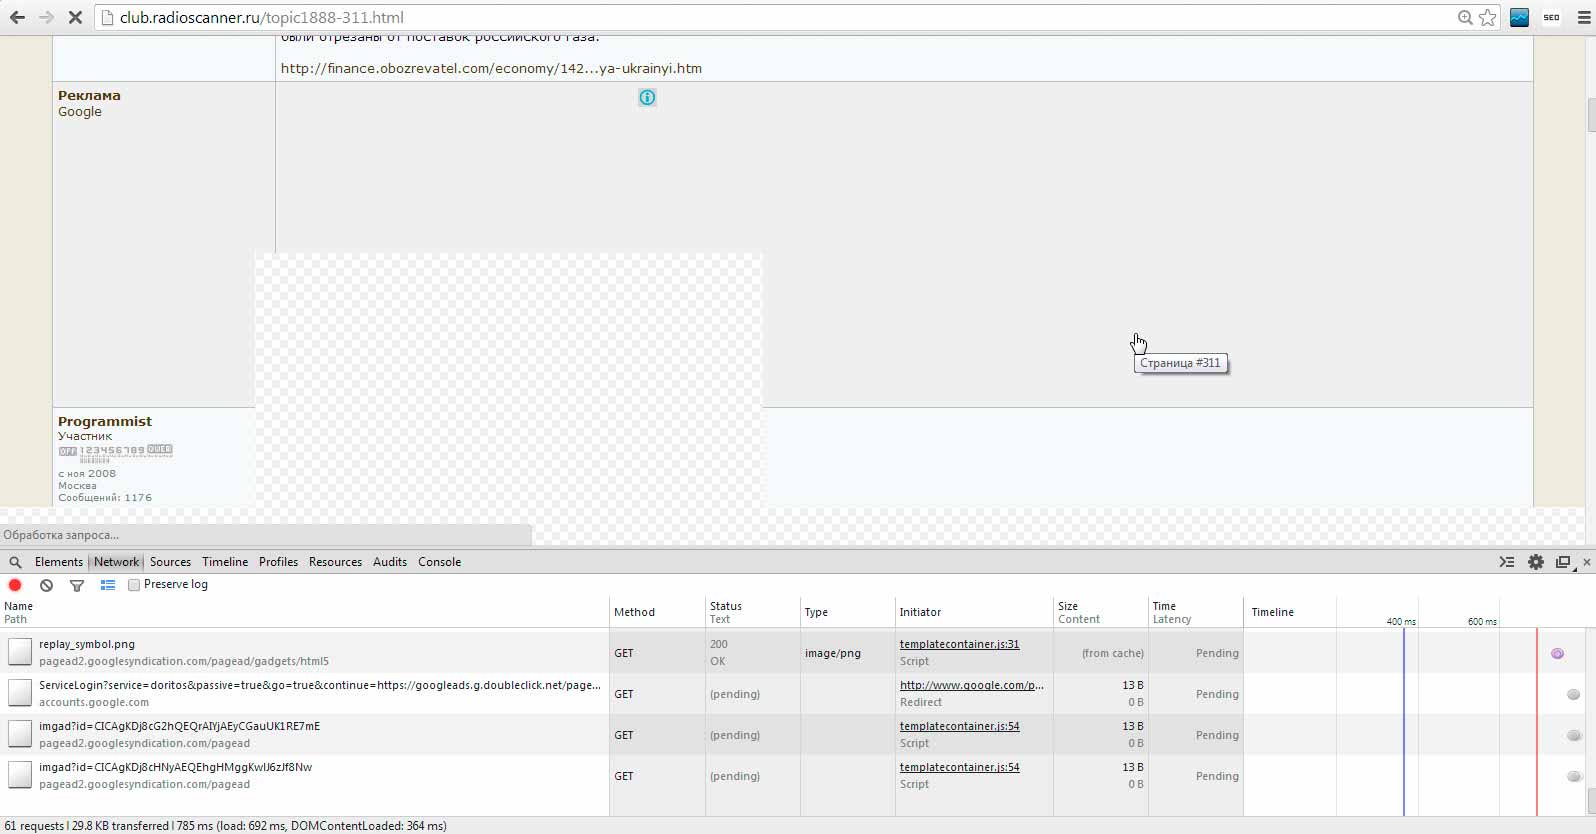 club.radioscanner.ru/topic1888-311.html
SEO
были отрезаны от поставок российского газа.
http://finance.obozrevatel.com/economy/142...ya-ukrainyi.htm
Реклама
Google
Страница #311
Programmist
Участник
OFF 123456789 OVER
с ноя 2008
Москва
Сообщений: 1176
Обработка запроса...
Elements Network Sources Timeline Profiles Resources Audits Console
Preserve log
Name Path Method Status Text Type Initiator Size Content Time Latency Timeline 400 ms 600 ms
replay_symbol.png GET 200 image/png templatecontainer.js:31 (from cache) Pending
pagead2.googlesyndication.com/pagead/gadgets/html5 OK Script
ServiceLogin?service=doritos&passive=true&go=true&continue=https://googleads.g.doubleclick.net/page... GET (pending) http://www.google.com/p... 13 B Pending
accounts.google.com Redirect 0 B
imgad?id=CICAgKDj8cG2hQEQrAIYjAEyCGauUK1RE7mE GET (pending) templatecontainer.js:54 13 B Pending
pagead2.googlesyndication.com/pagead Script 0 B
imgad?id=CICAgKDj8cHNyAEQEhgHMggKwIJ6zJf8Nw GET (pending) templatecontainer.js:54 13 B Pending
pagead2.googlesyndication.com/pagead Script 0 B
61 requests | 29.8 KB transferred | 785 ms (load: 692 ms, DOMContentLoaded: 364 ms)